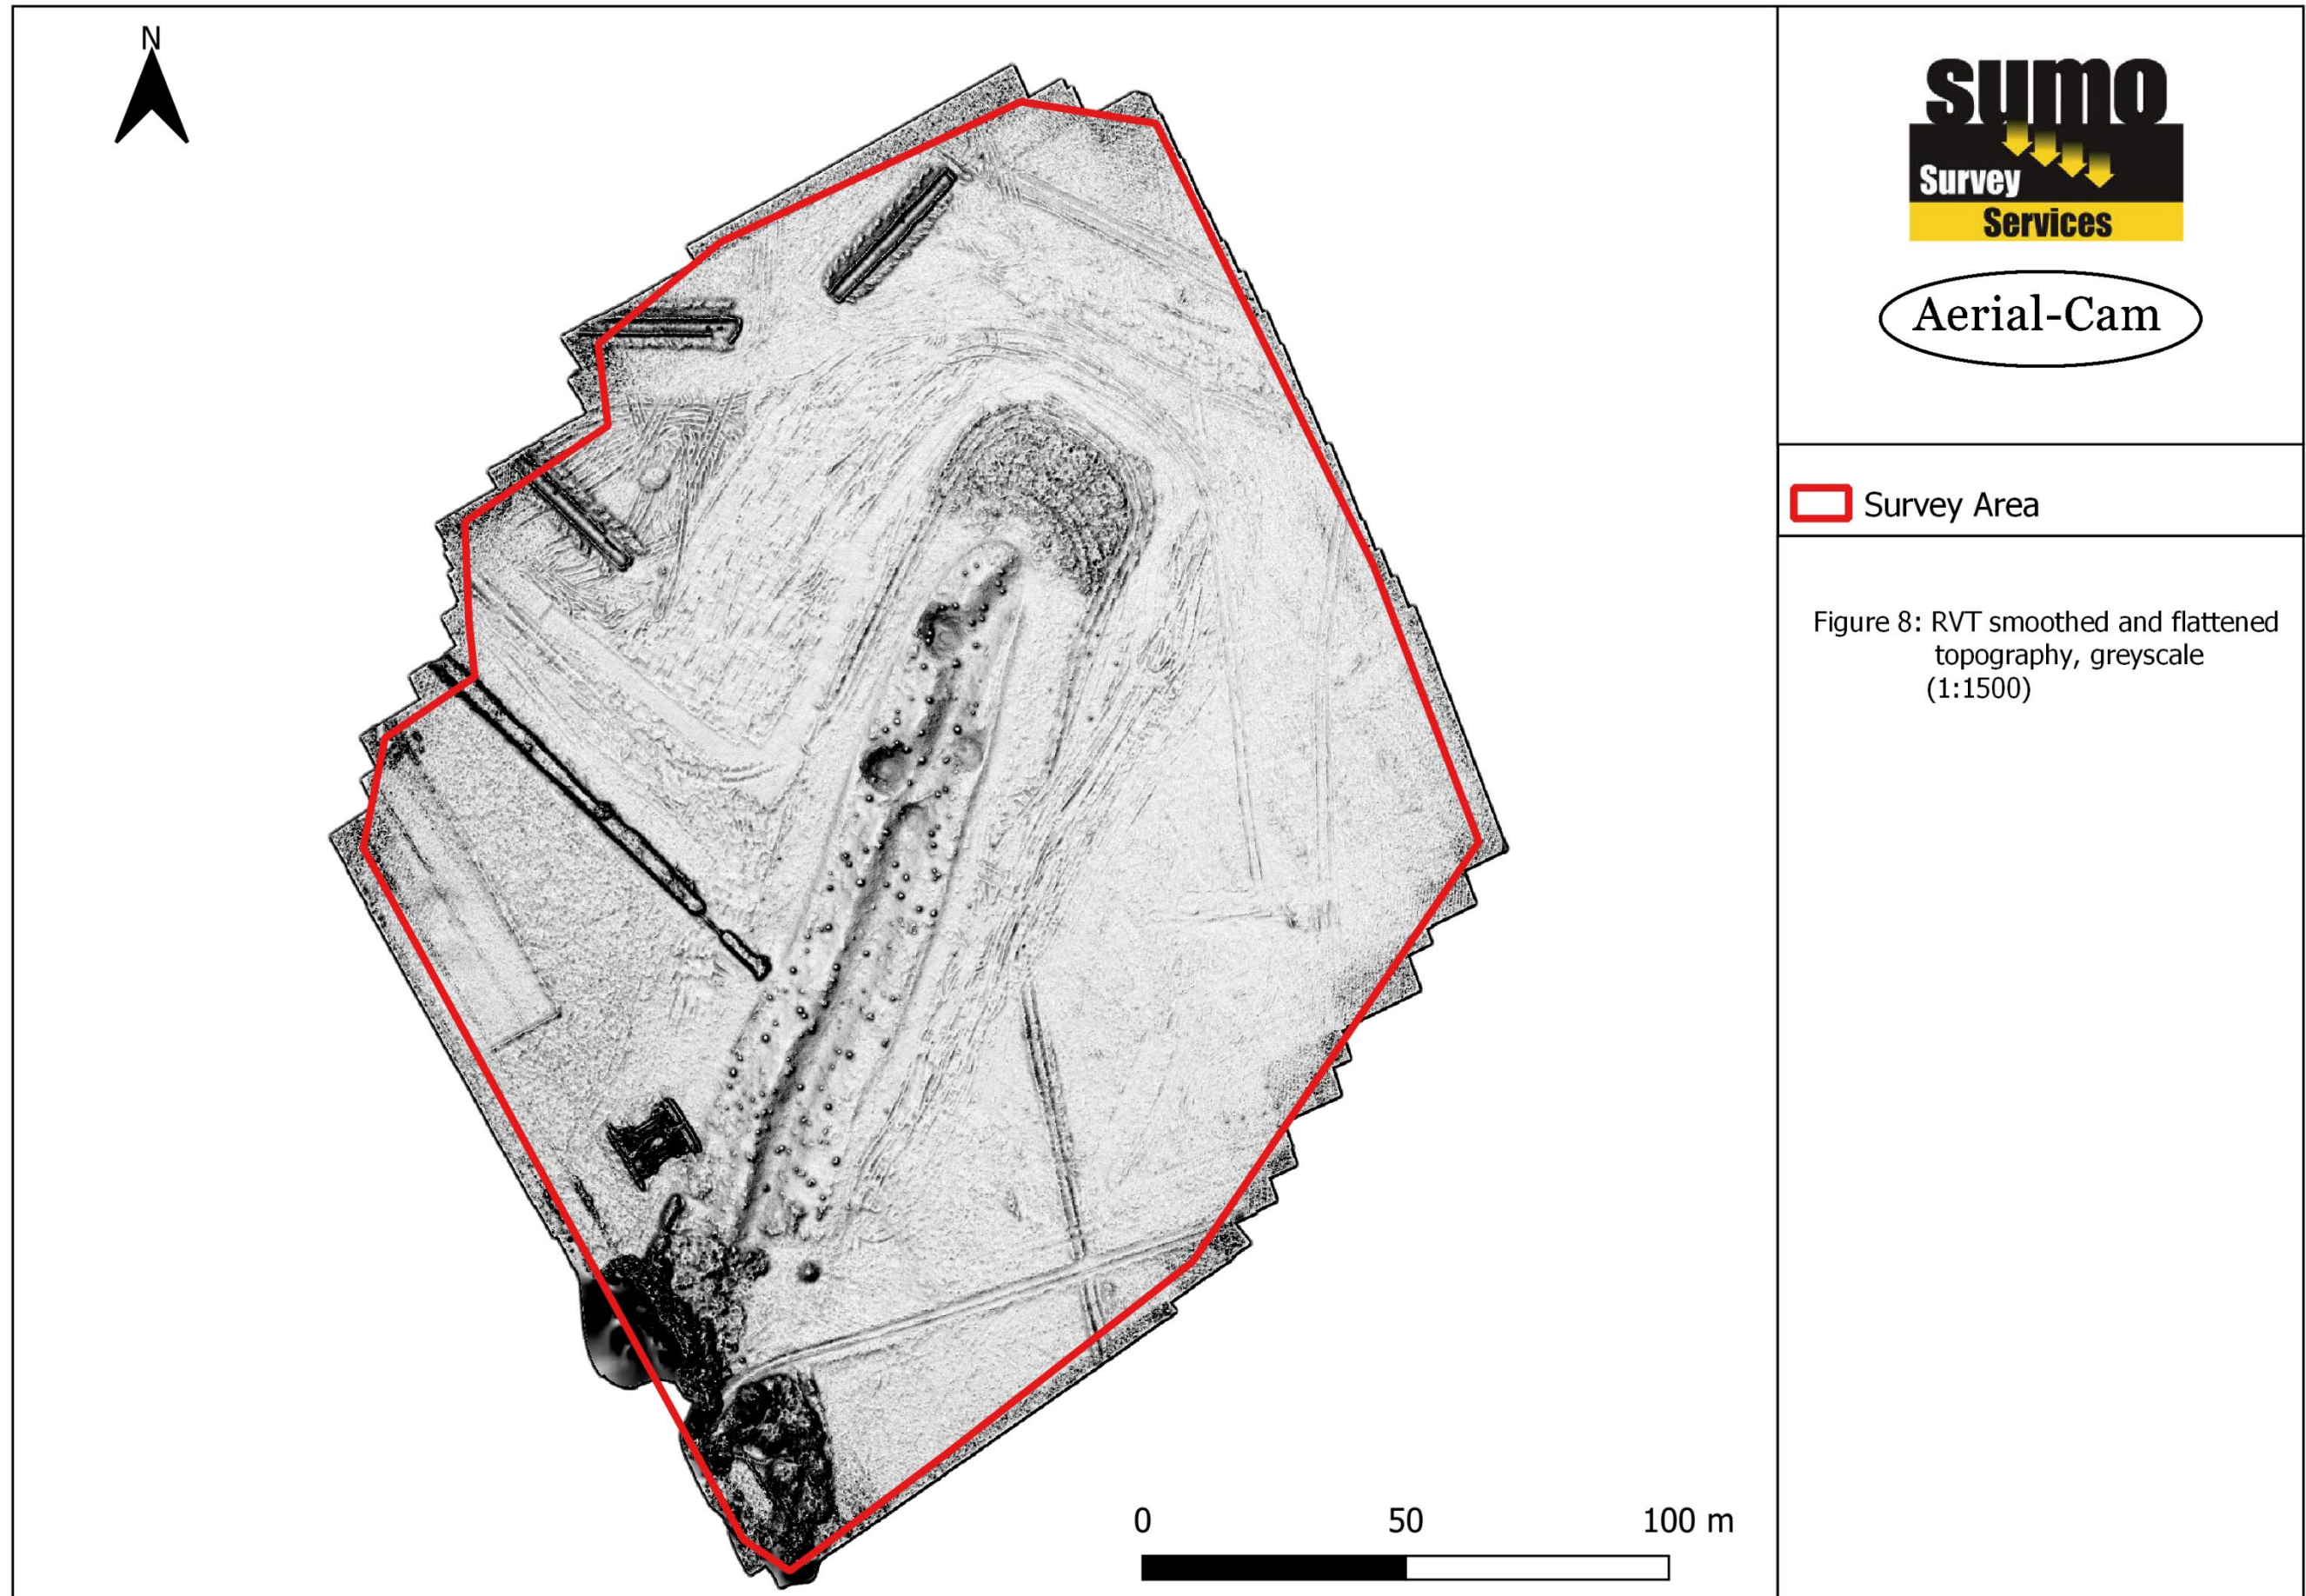 N
sumo
Survey
Services
Aerial-Cam
Survey Area
Figure 8: RVT smoothed and flattened
topography, greyscale
(1:1500)
0 50 100 m